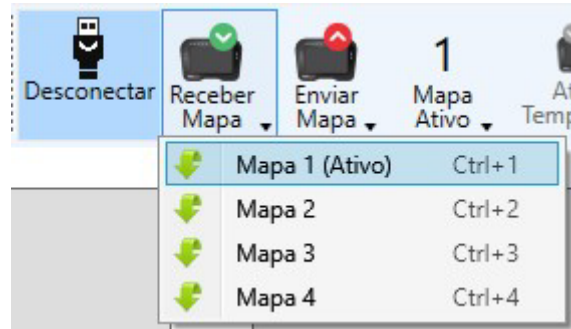 Desconectar
Receber
Mapa
Enviar
Mapa
1
Mapa
Ativo
Mapa 1 (Ativo) Ctrl+1
Mapa 2 Ctrl+2
Mapa 3 Ctrl+3
Mapa 4 Ctrl+4